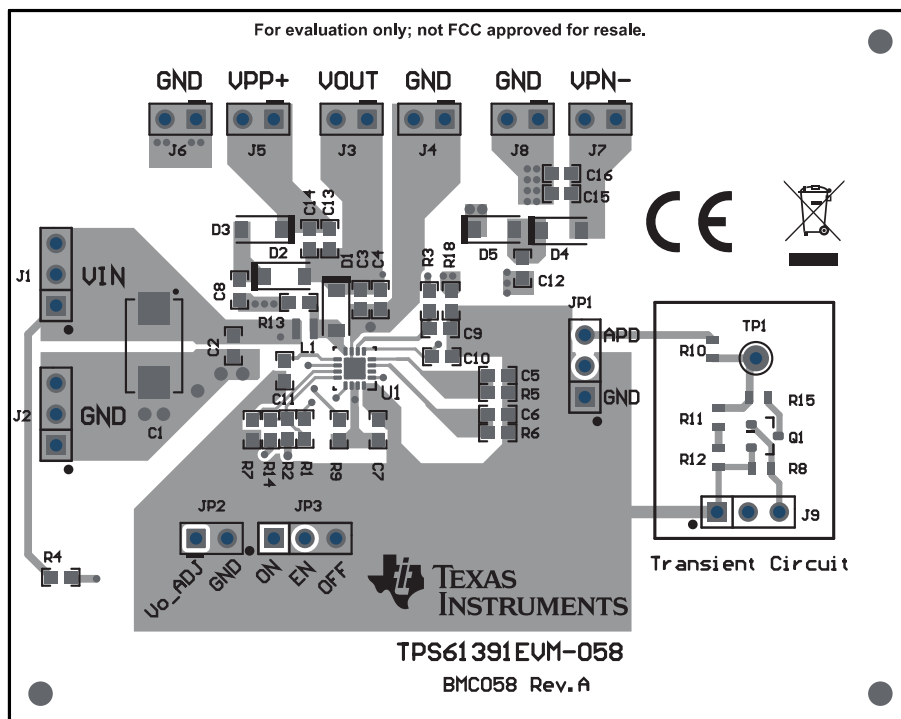 For evaluation only; not FCC approved for resale.
GND VPP+ VOUT GND GND VPN-
J6 J5 J3 J4 J8 J7
C16
C15
C14 C13
D3
D2
D1
C3 C4
R3 R18
D5 D4
C12
CE
J1 VIN
C8
R13
C9
JP1
APD
TP1
R10
C2
L1
C10
U1
C11
C5
R5
C6
R6
GND
J2 GND
C1
R15
R11
Q1
R12
R8
R7 R14 R2 R1 R9 C7
J9
JP2 JP3
Vo_ADJ GND ON EN OFF
Transient Circuit
R4
TEXAS
INSTRUMENTS
TPS61391EVM-058
BMC058 Rev.A